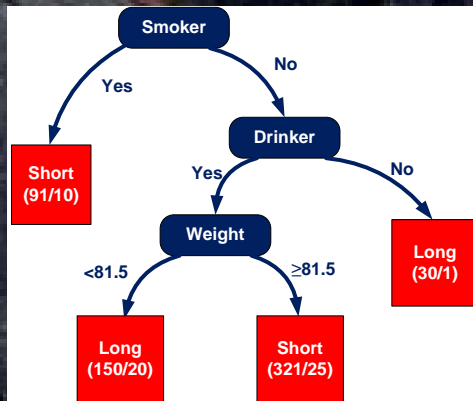 Smoker
Yes
No
Drinker
Short
(91/10)
Yes
No
Weight
Long
(30/1)
<81.5
≥81.5
Long
(150/20)
Short
(321/25)